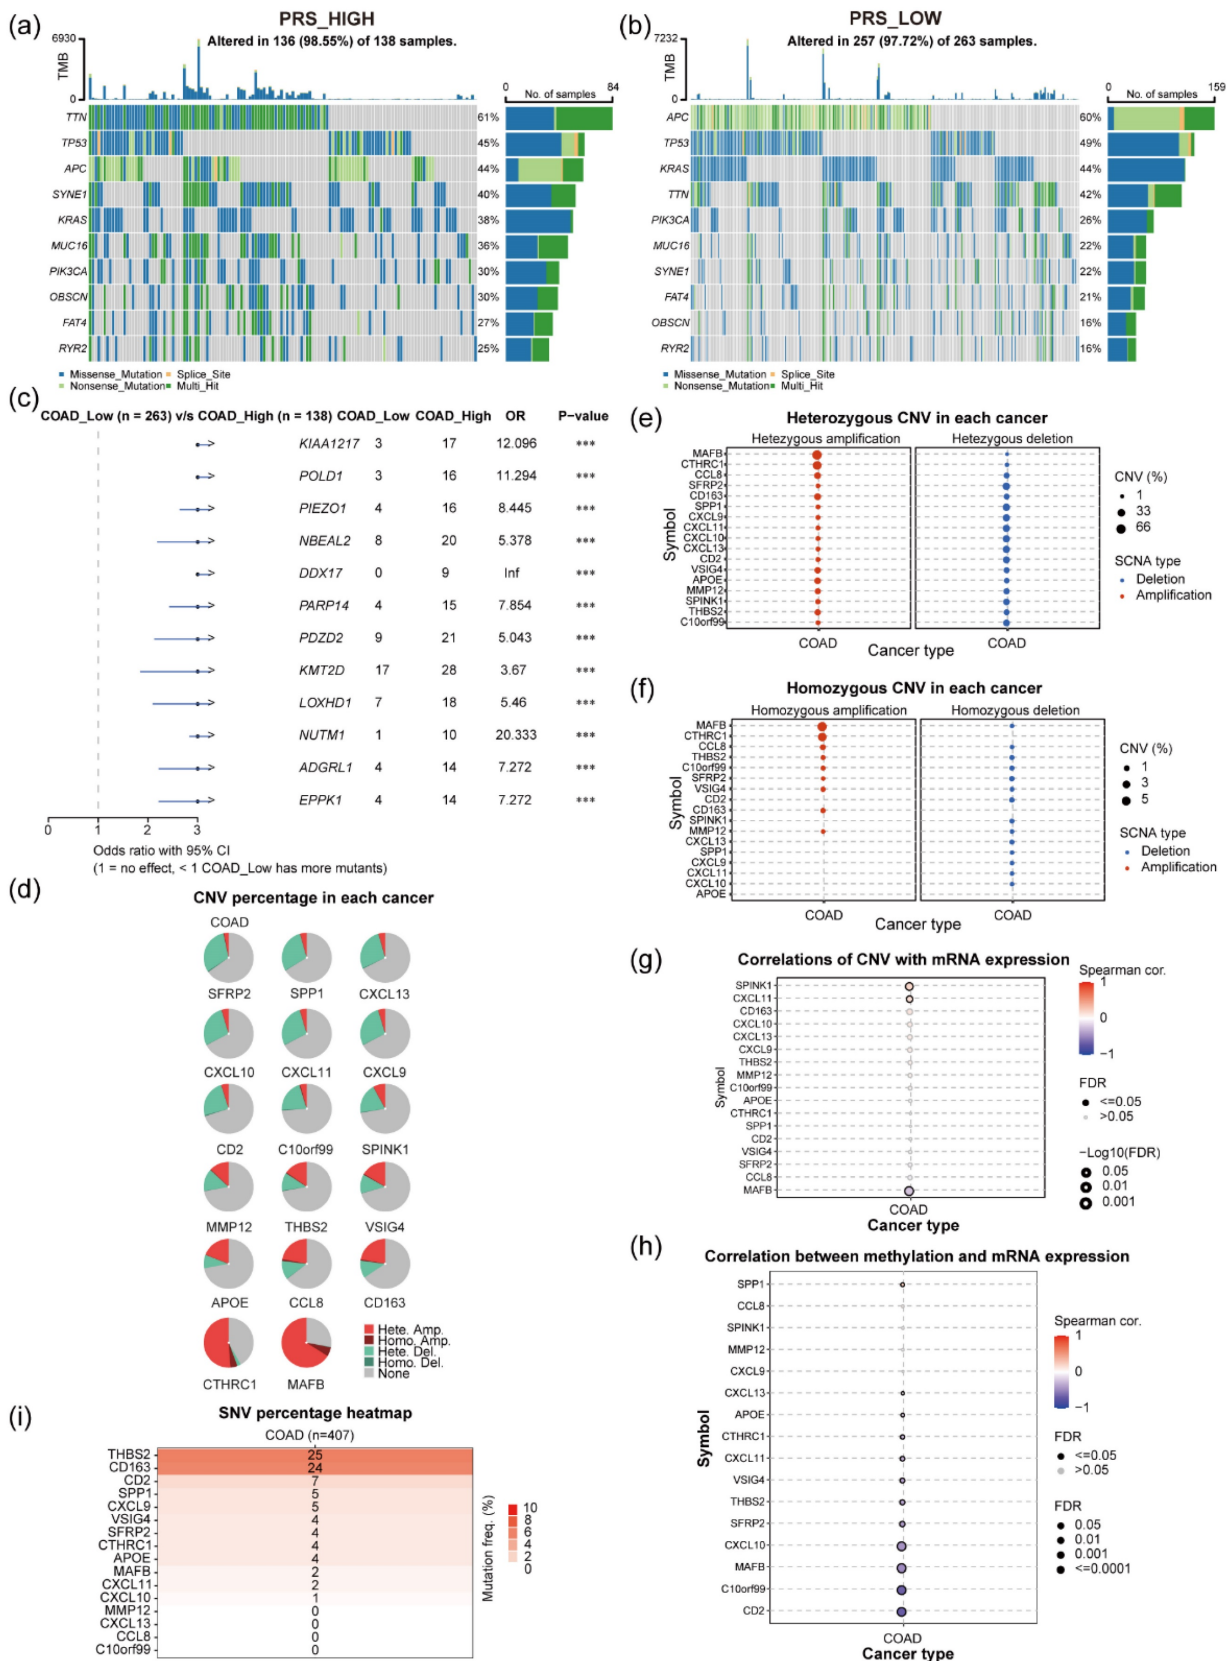 (a)
PRS_HIGH
Altered in 136 (98.55%) of 138 samples.
6930
TMB
0
0 84
No. of samples
TTN 61%
TP53 45%
APC 44%
SYNE1 40%
KRAS 38%
MUC16 36%
PIK3CA 30%
OBSCN 30%
FAT4 27%
RYR2 25%
Missense_Mutation Splice_Site
Nonsense_Mutation Multi_Hit
(b)
PRS_LOW
Altered in 257 (97.72%) of 263 samples.
7232
TMB
0
0 159
No. of samples
APC 60%
TP53 49%
KRAS 44%
TTN 42%
PIK3CA 26%
MUC16 22%
SYNE1 22%
FAT4 21%
OBSCN 16%
RYR2 16%
Missense_Mutation Splice_Site
Nonsense_Mutation Multi_Hit
(c)
COAD_Low (n = 263) v/s COAD_High (n = 138) COAD_Low COAD_High OR P-value
KIAA1217 3 17 12.096 ***
POLD1 3 16 11.294 ***
PIEZO1 4 16 8.445 ***
NBEAL2 8 20 5.378 ***
DDX17 0 9 Inf ***
PARP14 4 15 7.854 ***
PDZD2 9 21 5.043 ***
KMT2D 17 28 3.67 ***
LOXHD1 7 18 5.46 ***
NUTM1 1 10 20.333 ***
ADGRL1 4 14 7.272 ***
EPPK1 4 14 7.272 ***
0 1 2 3
Odds ratio with 95% CI
(1 = no effect, < 1 COAD_Low has more mutants)
(d)
CNV percentage in each cancer
COAD
SFRP2 SPP1 CXCL13
CXCL10 CXCL11 CXCL9
CD2 C10orf99 SPINK1
MMP12 THBS2 VSIG4
APOE CCL8 CD163
CTHRC1 MAFB
Hete. Amp.
Homo. Amp.
Hete. Del.
Homo. Del.
None
(e)
Heterozygous CNV in each cancer
Hetezygous amplification Hetezygous deletion
Symbol
MAFB
CTHRC1
CCL8
SFRP2
CD163
SPP1
CXCL9
CXCL11
CXCL10
CXCL13
CD2
VSIG4
APOE
MMP12
SPINK1
THBS2
C10orf99
COAD COAD
Cancer type
CNV (%)
1
33
66
SCNA type
Deletion
Amplification
(f)
Homozygous CNV in each cancer
Homozygous amplification Homozygous deletion
Symbol
MAFB
CTHRC1
CCL8
THBS2
C10orf99
SFRP2
VSIG4
CD2
CD163
SPINK1
MMP12
CXCL13
SPP1
CXCL9
CXCL11
CXCL10
APOE
COAD COAD
Cancer type
CNV (%)
1
3
5
SCNA type
Deletion
Amplification
(g)
Correlations of CNV with mRNA expression
Symbol
SPINK1
CXCL11
CD163
CXCL10
CXCL13
CXCL9
THBS2
MMP12
C10orf99
APOE
CTHRC1
SPP1
CD2
VSIG4
SFRP2
CCL8
MAFB
COAD
Cancer type
Spearman cor.
1
0
−1
FDR
<=0.05
>0.05
−Log10(FDR)
0.05
0.01
0.001
(h)
Correlation between methylation and mRNA expression
Symbol
SPP1
CCL8
SPINK1
MMP12
CXCL9
CXCL13
APOE
CTHRC1
CXCL11
VSIG4
THBS2
SFRP2
CXCL10
MAFB
C10orf99
CD2
COAD
Cancer type
Spearman cor.
1
0
−1
FDR
<=0.05
>0.05
FDR
0.05
0.01
0.001
<=0.0001
(i)
SNV percentage heatmap
COAD (n=407)
THBS2 25
CD163 24
CD2 7
SPP1 5
CXCL9 5
VSIG4 4
SFRP2 4
CTHRC1 4
APOE 4
MAFB 2
CXCL11 2
CXCL10 1
MMP12 0
CXCL13 0
CCL8 0
C10orf99 0
Mutation freq. (%)
10
8
6
4
2
0